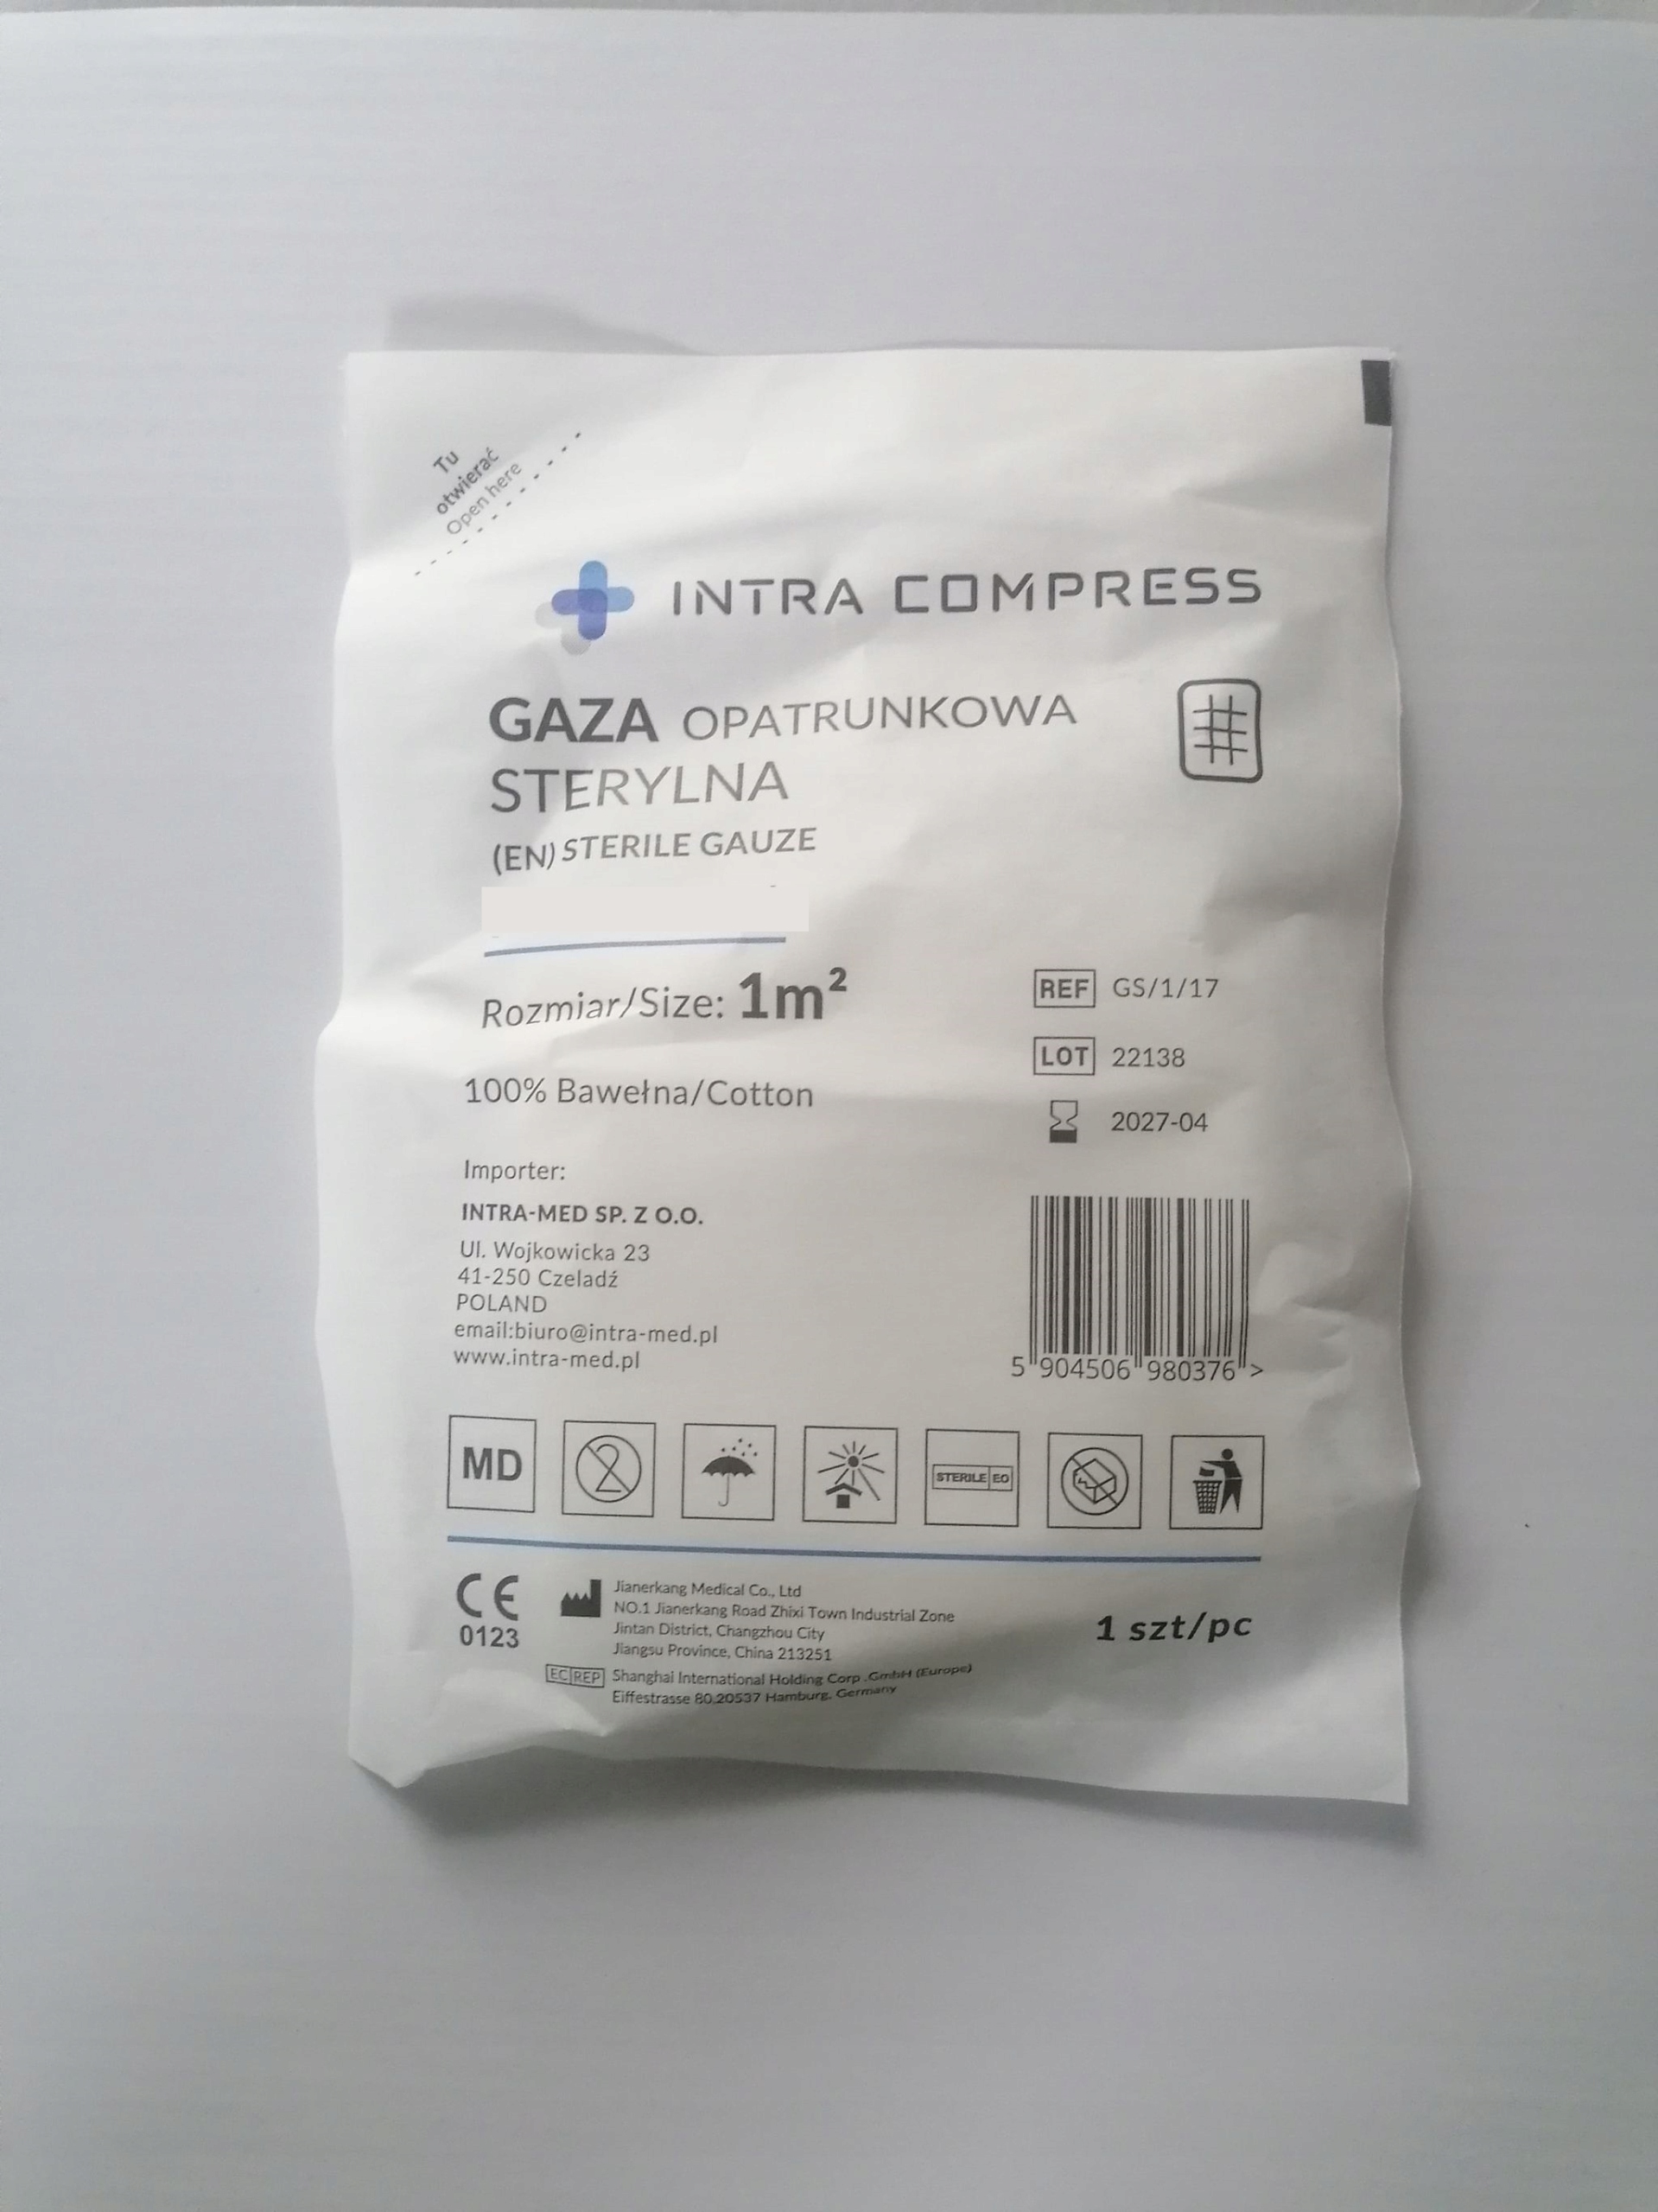 Tu
otwierać
Open here
INTRA COMPRESS
GAZA OPATRUNKOWA
STERYLNA
(EN) STERILE GAUZE
Rozmiar/Size: 1m²
100% Bawełna/Cotton
REF GS/1/17
LOT 22138
2027-04
Importer:
INTRA-MED SP. Z O.O.
Ul. Wojkowicka 23
41-250 Czeladź
POLAND
email:biuro@intra-med.pl
www.intra-med.pl
5 904506 980376 >
MD
2
STERILE EO
CE
0123
Jianerkang Medical Co., Ltd
NO.1 Jianerkang Road Zhixi Town Industrial Zone
Jintan District, Changzhou City
Jiangsu Province, China 213251
EC REP Shanghai International Holding Corp .GmbH (Europe)
Eiffestrasse 80,20537 Hamburg, Germany
1 szt/pc